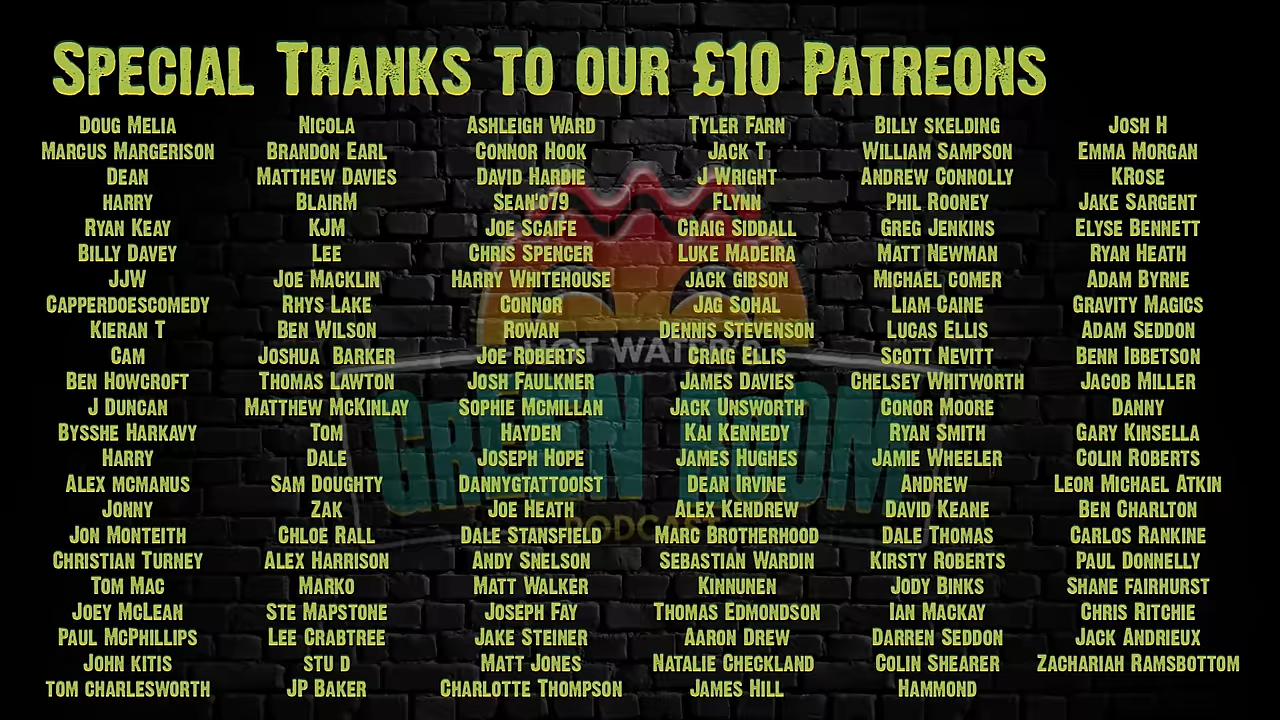 Special Thanks to our £10 Patreons
Doug Melia
Marcus Margerison
Dean
Harry
Ryan Keay
Billy Davey
JJW
Capperdoescomedy
Kieran T
Cam
Ben Howcroft
J Duncan
Bysshe Harkavy
Harry
Alex mcmanus
Jonny
Jon Monteith
Christian Turney
Tom Mac
Joey McLean
Paul McPhillips
John kitis
tom charlesworth
Nicola
Brandon Earl
Matthew Davies
BlairM
KJM
Lee
Joe Macklin
Rhys Lake
Ben Wilson
Joshua Barker
Thomas Lawton
Matthew McKinlay
Tom
Dale
Sam Doughty
Zak
Chloe Rall
Alex Harrison
Marko
Ste Mapstone
Lee Crabtree
stu d
JP Baker
Ashleigh Ward
Connor Hook
David Hardie
Sean'o79
Joe Scaife
Chris Spencer
Harry Whitehouse
Connor
Rowan
Joe Roberts
Josh Faulkner
Sophie Mcmillan
Hayden
Joseph Hope
Dannygtattooist
Joe Heath
Dale Stansfield
Andy Snelson
Matt Walker
Joseph Fay
Jake Steiner
Matt Jones
Charlotte Thompson
Tyler Farn
Jack T
J Wright
Flynn
Craig Siddall
Luke Madeira
Jack Gibson
Jag Sohal
Dennis Stevenson
Craig Ellis
James Davies
Jack Unsworth
Kai Kennedy
James Hughes
Dean Irvine
Alex Kendrew
Marc Brotherhood
Sebastian Wardin
Kinnunen
Thomas Edmondson
Aaron Drew
Natalie Checkland
James Hill
Billy skelding
William Sampson
Andrew Connolly
Phil Rooney
Greg Jenkins
Matt Newman
Michael comer
Liam Caine
Lucas Ellis
Scott Nevitt
Chelsey Whitworth
Conor Moore
Ryan Smith
Jamie Wheeler
Andrew
David Keane
Dale Thomas
Kirsty Roberts
Jody Binks
Ian Mackay
Darren Seddon
Colin Shearer
Hammond
Josh H
Emma Morgan
KRose
Jake Sargent
Elyse Bennett
Ryan Heath
Adam Byrne
Gravity Magics
Adam Seddon
Benn Ibbetson
Jacob Miller
Danny
Gary Kinsella
Colin Roberts
Leon Michael Atkin
Ben Charlton
Carlos Rankine
Paul Donnelly
Shane fairhurst
Chris Ritchie
Jack Andrieux
Zachariah Ramsbottom
HOT WATER'S
GREEN ROOM
PODCAST